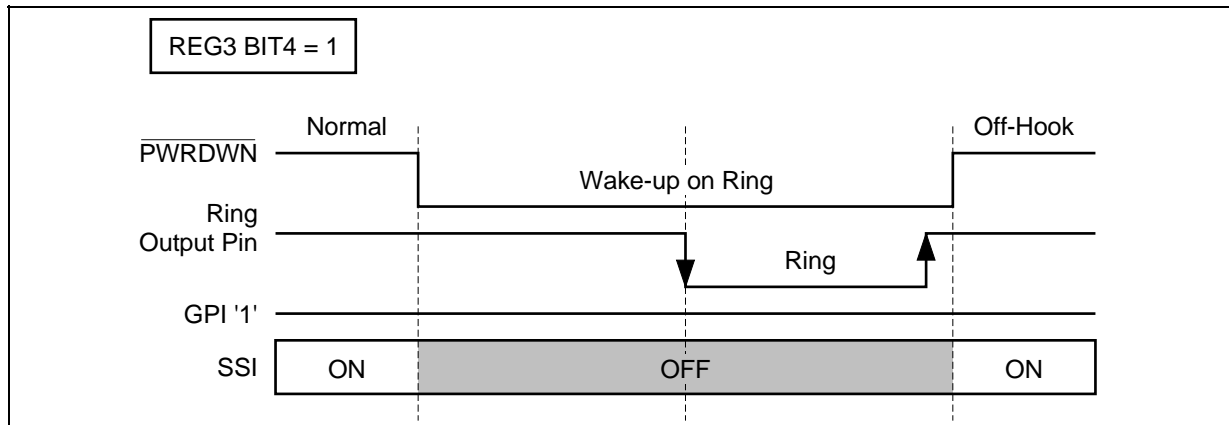 REG3 BIT4 = 1
Normal
Off-Hook
PWRDWN
Wake-up on Ring
Ring
Output Pin
Ring
GPI '1'
SSI
ON
OFF
ON